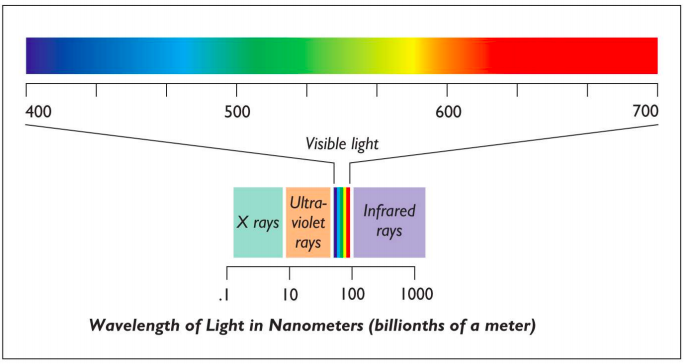 400 500 600 700
Visible light
X rays
Ultra-
violet
rays
Infrared
rays
.1 10 100 1000
Wavelength of Light in Nanometers (billionths of a meter)